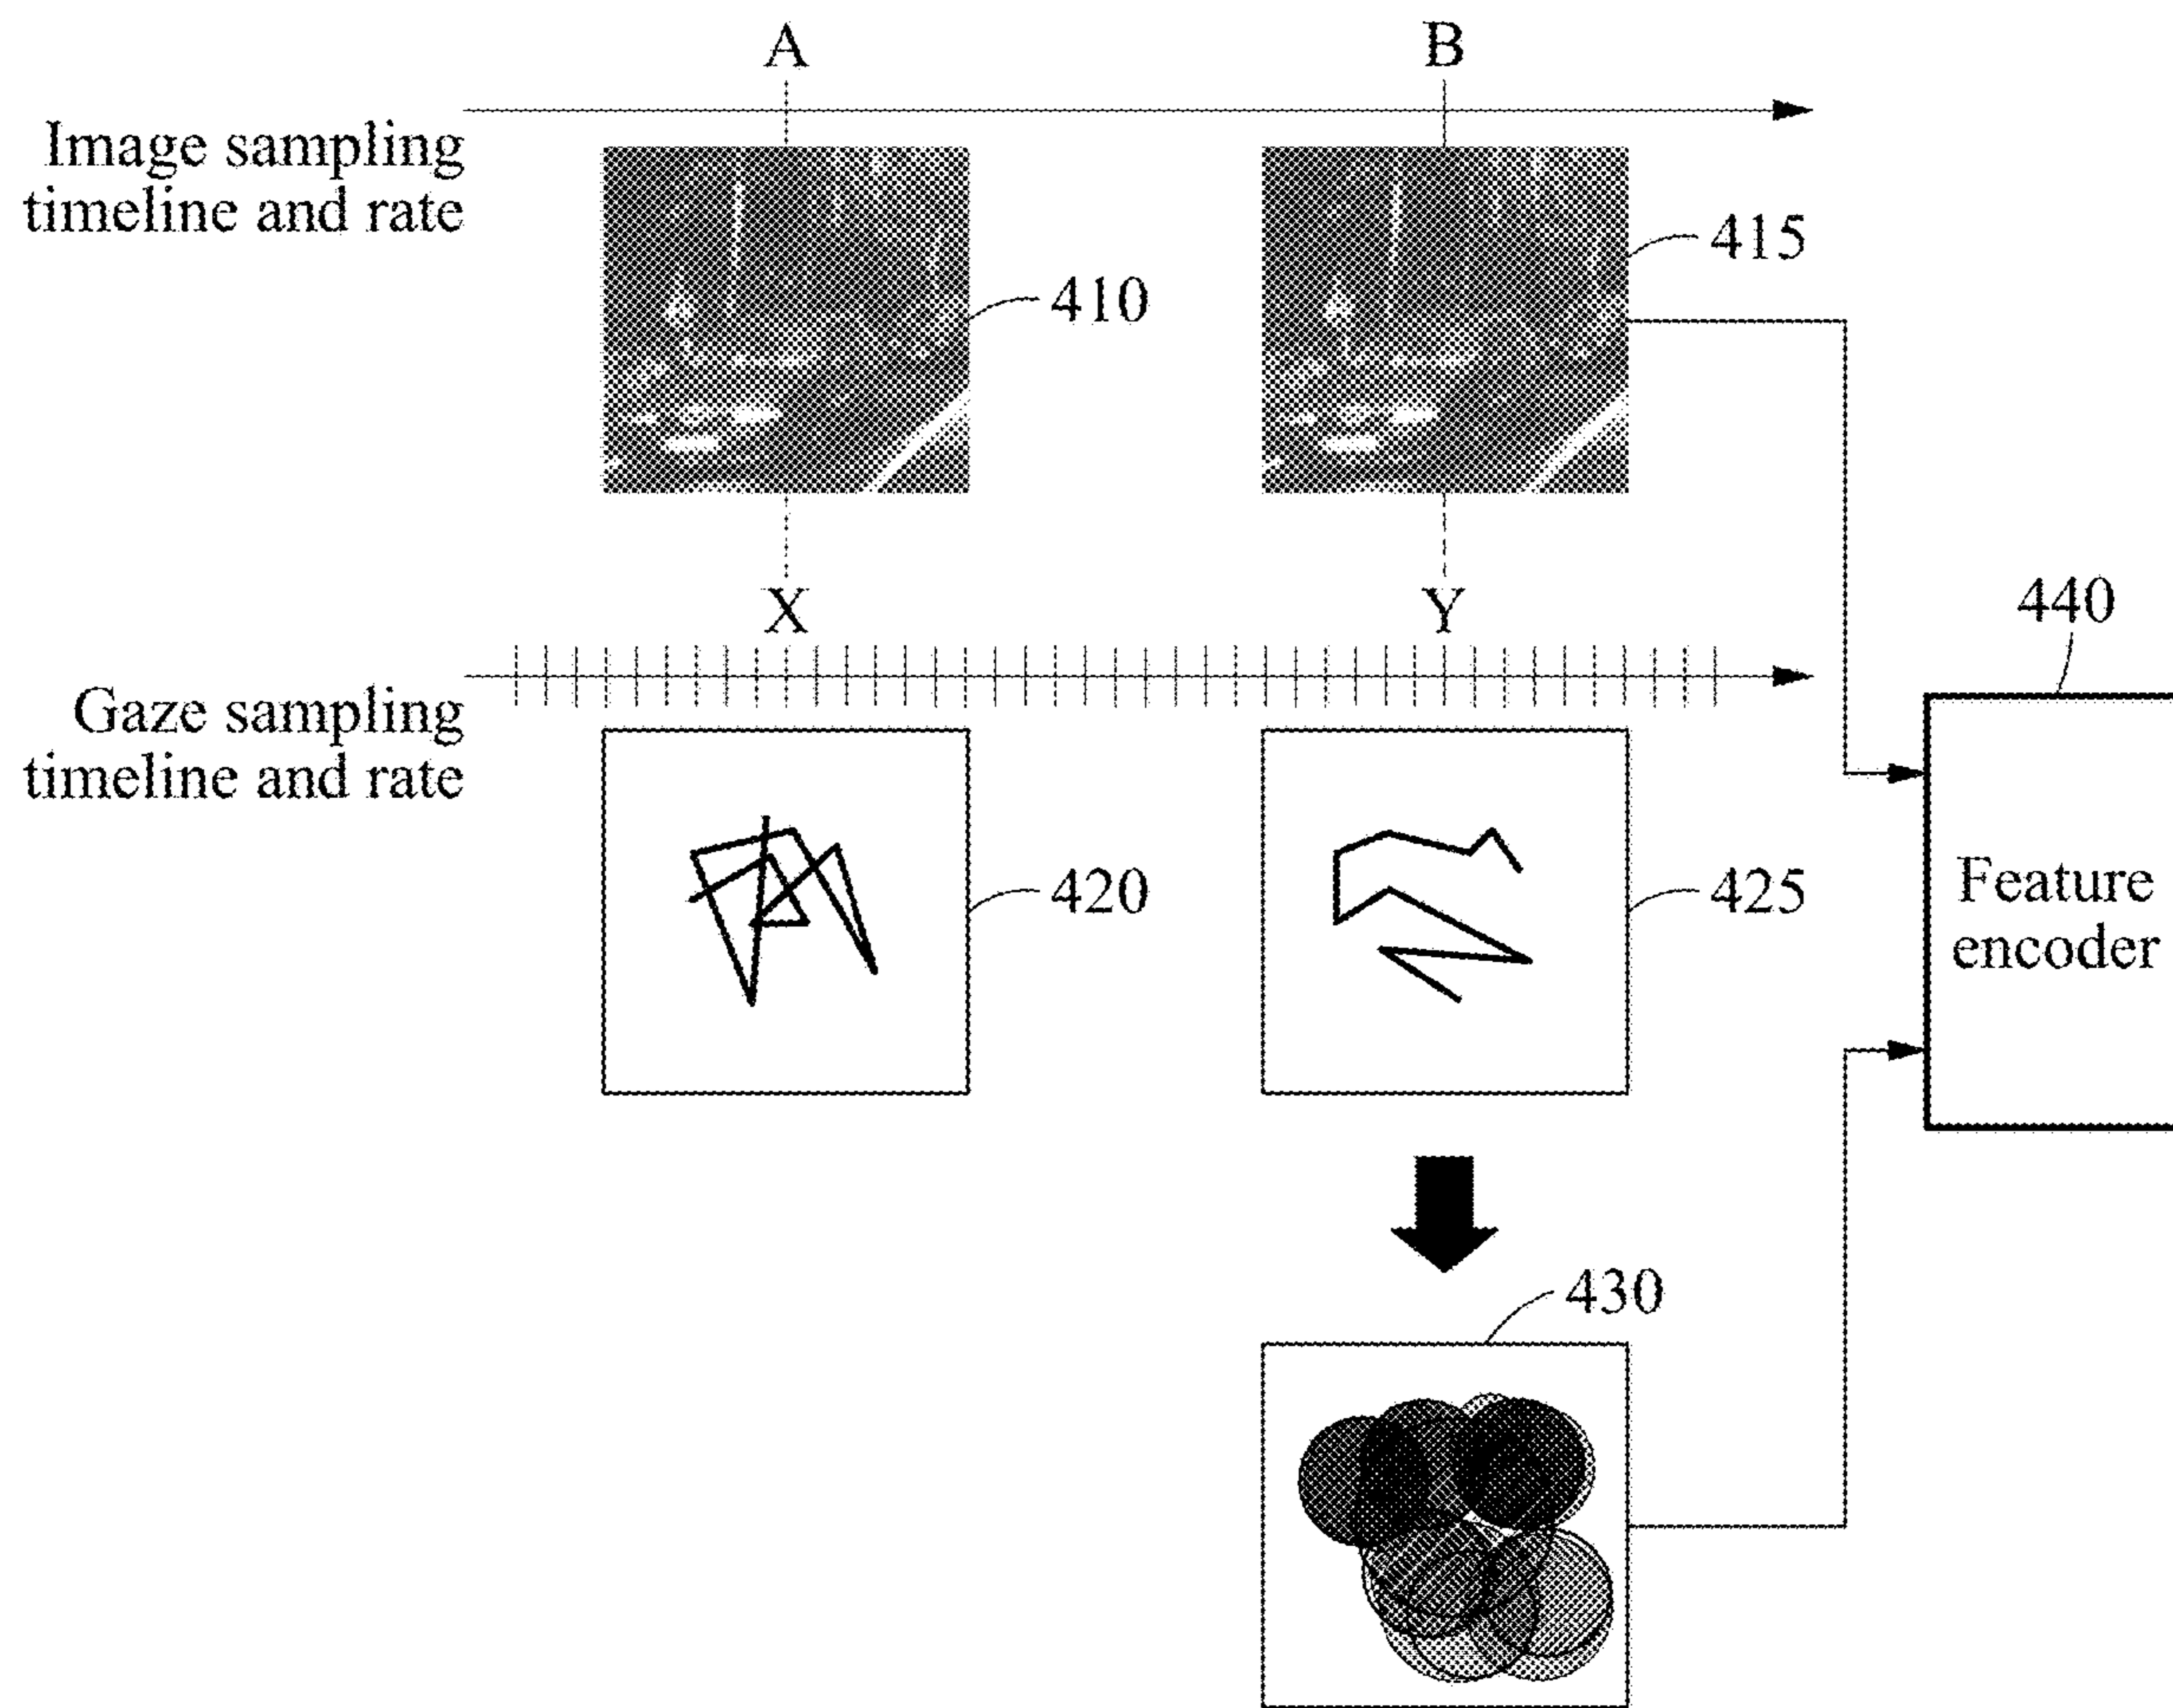 A
B
Image sampling
timeline and rate
415
410
X
Y
440
Gaze sampling
timeline and rate
Feature
encoder
420
425
430